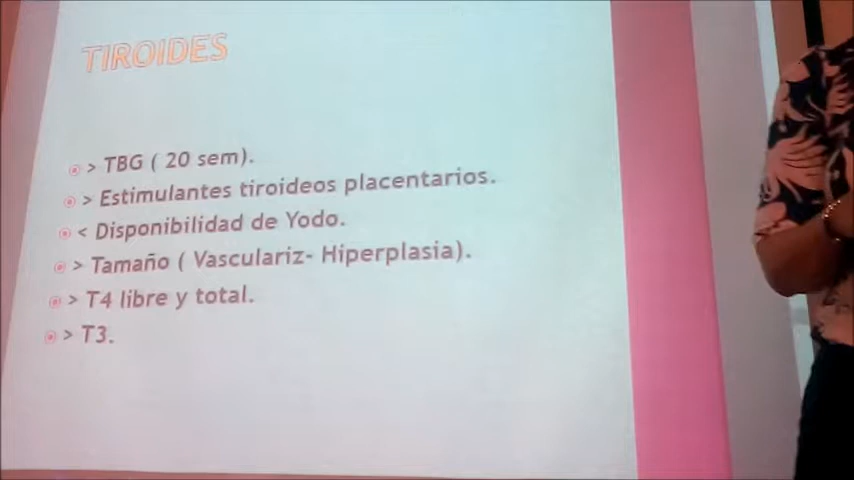 TIROIDES
> TBG ( 20 sem).
> Estimulantes tiroideos placentarios.
< Disponibilidad de Yodo.
> Tamaño ( Vasculariz- Hiperplasia).
> T4 libre y total.
> T3.